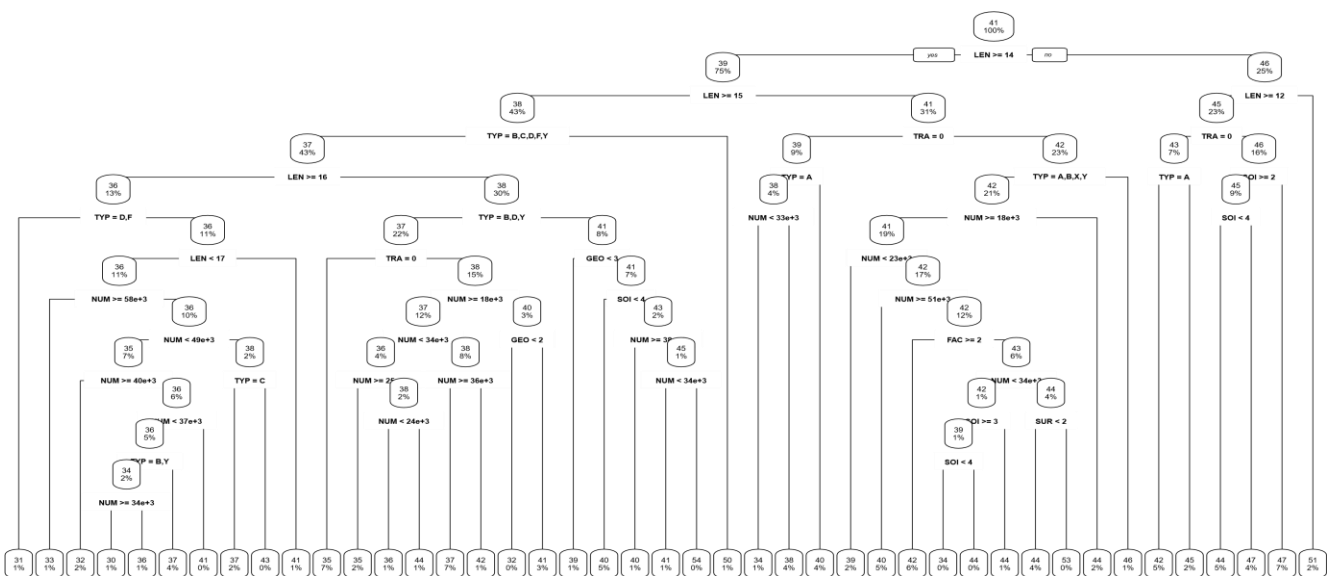 41
100%
yes LEN >= 14 no
39 46
75% 25%
LEN >= 15 LEN >= 12
38 41 45
43% 31% 23%
TYP = B,C,D,F,Y TRA = 0 TRA = 0
37 39 42 43 46
43% 9% 23% 7% 16%
LEN >= 16 TYP = A TYP = A,B,X,Y TYP = A SOI >= 2
36 38 38 42 45
13% 30% 4% 21% 9%
TYP = D,F TYP = B,D,Y NUM < 33e+3 NUM >= 18e+3 SOI < 4
36 37 41 41
11% 22% 8% 19%
LEN < 17 TRA = 0 GEO < 3 NUM < 23e+3
36 38 41 42
11% 15% 7% 17%
NUM >= 58e+3 NUM >= 18e+3 SOI < 4 NUM >= 51e+3
36 37 40 43 42
10% 12% 3% 2% 12%
NUM < 49e+3 NUM < 34e+3 GEO < 2 NUM >= FAC >= 2
35 38 36 38 45 43
7% 2% 4% 8% 1% 6%
NUM >= 40e+3 TYP = C NUM >= NUM >= 36e+3 NUM < 34e+3 NUM < 34e+3
36 38 42 44
6% 2% 1% 4%
NUM < 37e+3 NUM < 24e+3 SOI >= 3 SUR < 2
36 39
5% 1%
TYP = B,Y SOI < 4
34
2%
NUM >= 34e+3
31 33 32 30 36 37 41 37 43 41 35 35 36 44 37 42 32 41 39 40 40 41 54 50 34 38 40 39 40 42 34 44 44 44 53 44 46 42 45 44 47 47 51
1% 1% 2% 1% 1% 4% 0% 2% 0% 1% 7% 2% 1% 1% 7% 1% 0% 3% 1% 5% 1% 1% 0% 1% 1% 4% 4% 2% 5% 6% 0% 0% 1% 4% 0% 2% 1% 5% 2% 5% 4% 7% 2%